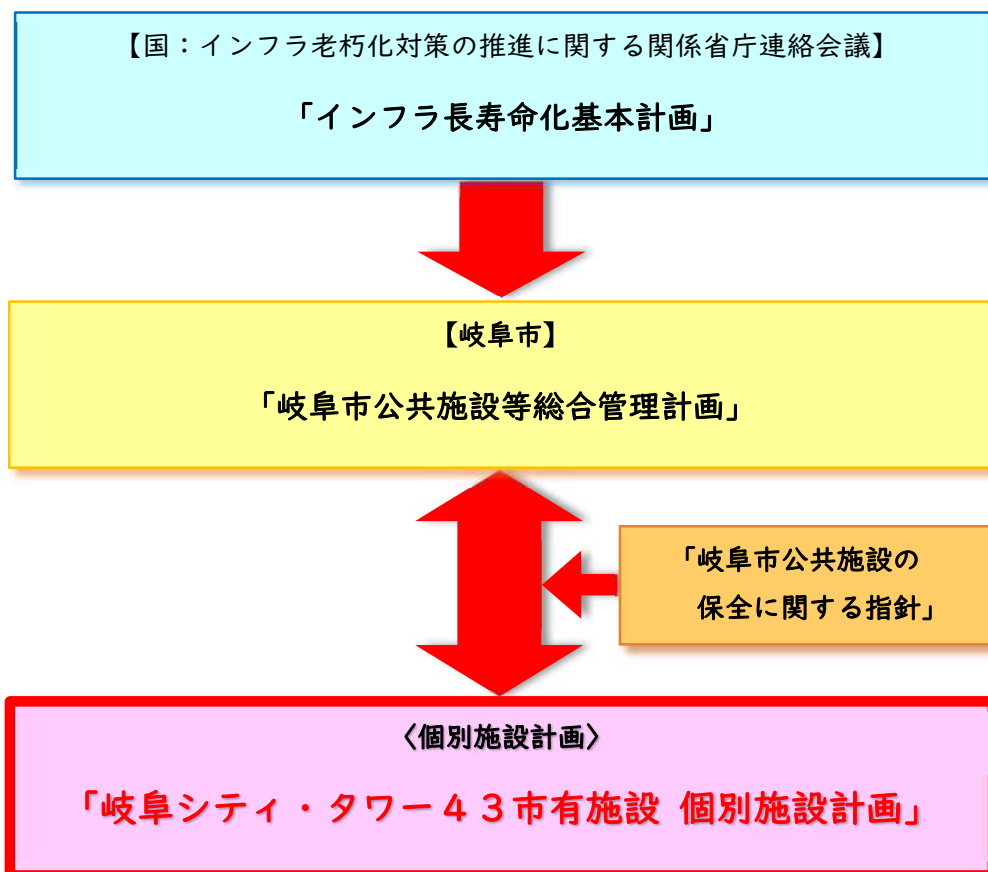 【国：インフラ老朽化対策の推進に関する関係省庁連絡会議】
「インフラ長寿命化基本計画」
【岐阜市】
「岐阜市公共施設等総合管理計画」
「岐阜市公共施設の
保全に関する指針」
〈個別施設計画〉
「岐阜シティ・タワー４３市有施設 個別施設計画」